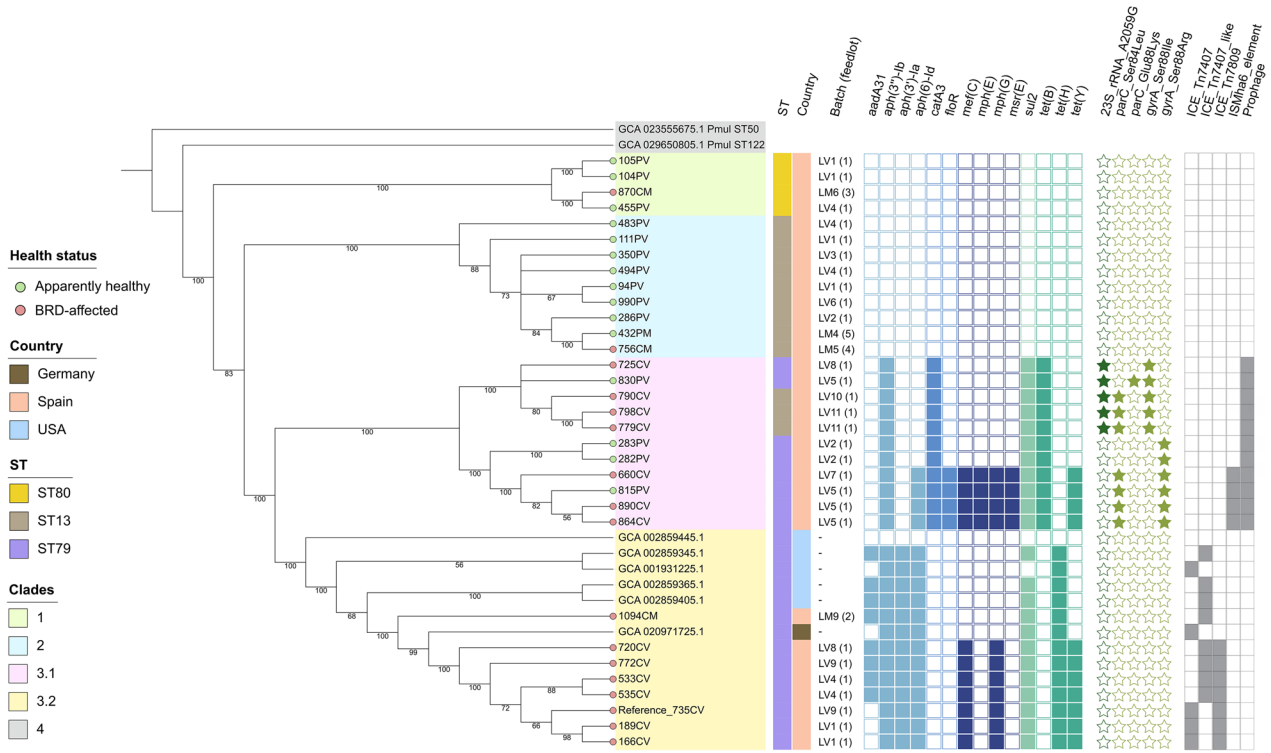 ST
Country
Batch (feedlot)
aadA31
aph(3")-Ib
aph(3')-Ia
aph(6)-Id
catA3
floR
mef(C)
mph(E)
mph(G)
msr(E)
sul2
tet(B)
tet(H)
tet(Y)
23S_rRNA_A2059G
parC_Ser84Leu
parC_Glu88Lys
gyrA_Ser88Ile
gyrA_Ser88Arg
ICE_Tn7407
ICE_Tn7407_like
ICE_Tn7809
ISMha6_element
Prophage
Health status
Apparently healthy
BRD-affected
Country
Germany
Spain
USA
ST
ST80
ST13
ST79
Clades
1
2
3.1
3.2
4
GCA 023555675.1 Pmul ST50
GCA 029650805.1 Pmul ST122
105PV LV1 (1)
104PV LV1 (1)
870CM LM6 (3)
455PV LV4 (1)
483PV LV4 (1)
111PV LV1 (1)
350PV LV3 (1)
494PV LV4 (1)
94PV LV1 (1)
990PV LV6 (1)
286PV LV2 (1)
432PM LM4 (5)
756CM LM5 (4)
725CV LV8 (1)
830PV LV5 (1)
790CV LV10 (1)
798CV LV11 (1)
779CV LV11 (1)
283PV LV2 (1)
282PV LV2 (1)
660CV LV7 (1)
815PV LV5 (1)
890CV LV5 (1)
864CV LV5 (1)
GCA 002859445.1 -
GCA 002859345.1 -
GCA 001931225.1 -
GCA 002859365.1 -
GCA 002859405.1 -
1094CM LM9 (2)
GCA 020971725.1 -
720CV LV8 (1)
772CV LV9 (1)
533CV LV4 (1)
535CV LV4 (1)
Reference_735CV LV9 (1)
189CV LV1 (1)
166CV LV1 (1)
100
100
100
100
100
88
73
67
84
100
83
100
100
80
100
100
100
100
100
82
56
100
100
56
100
100
68
100
99
100
100
88
72
66
98